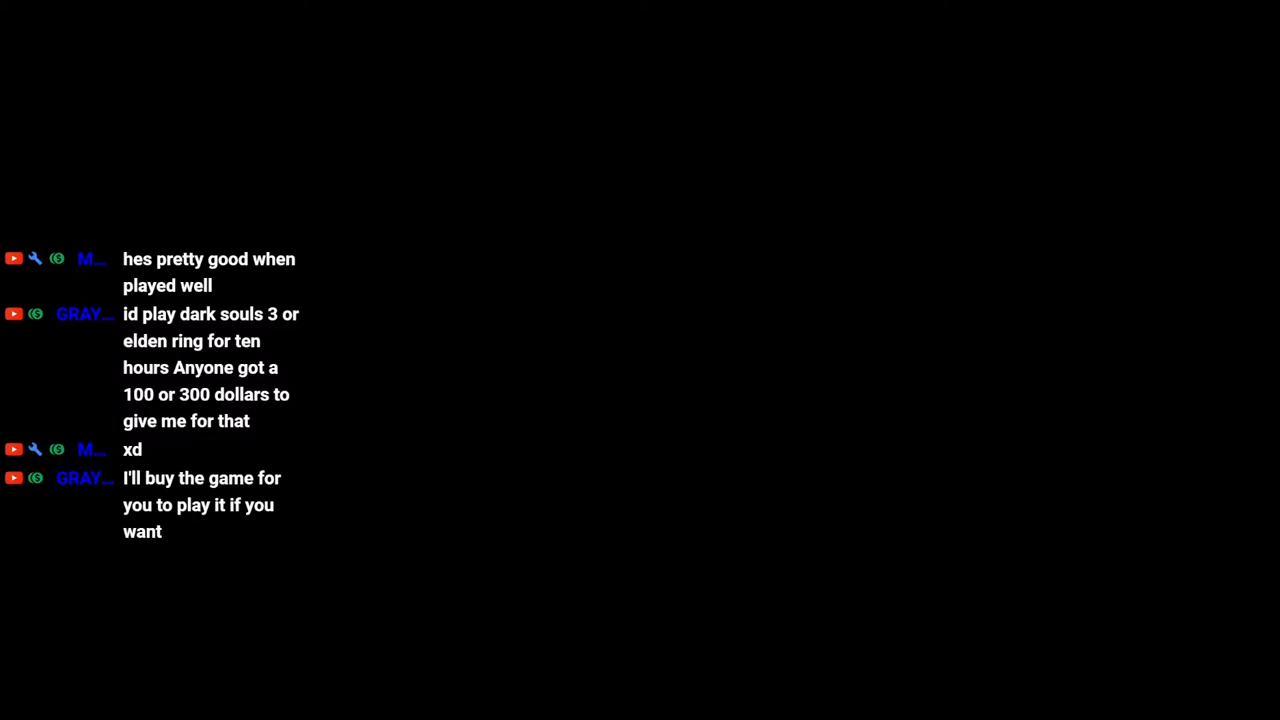 M... hes pretty good when
played well
GRAY... id play dark souls 3 or
elden ring for ten
hours Anyone got a
100 or 300 dollars to
give me for that
M... xd
GRAY... I'll buy the game for
you to play it if you
want